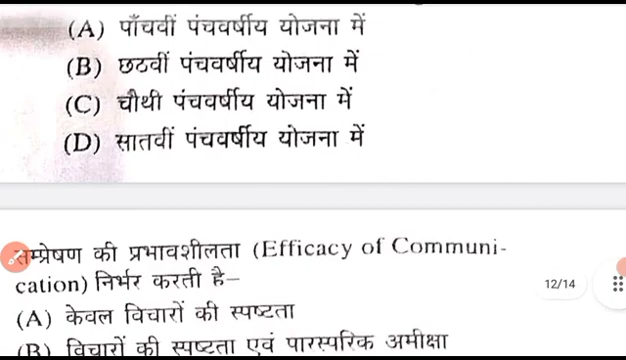 (A) पाँचवीं पंचवर्षीय योजना में
(B) छठवीं पंचवर्षीय योजना में
(C) चौथी पंचवर्षीय योजना में
(D) सातवीं पंचवर्षीय योजना में
सम्प्रेषण की प्रभावशीलता (Efficacy of Communi-
cation) निर्भर करती है–
12/14
(A) केवल विचारों की स्पष्टता
(B) विचारों की स्पष्टता एवं पारस्परिक अभीक्षा